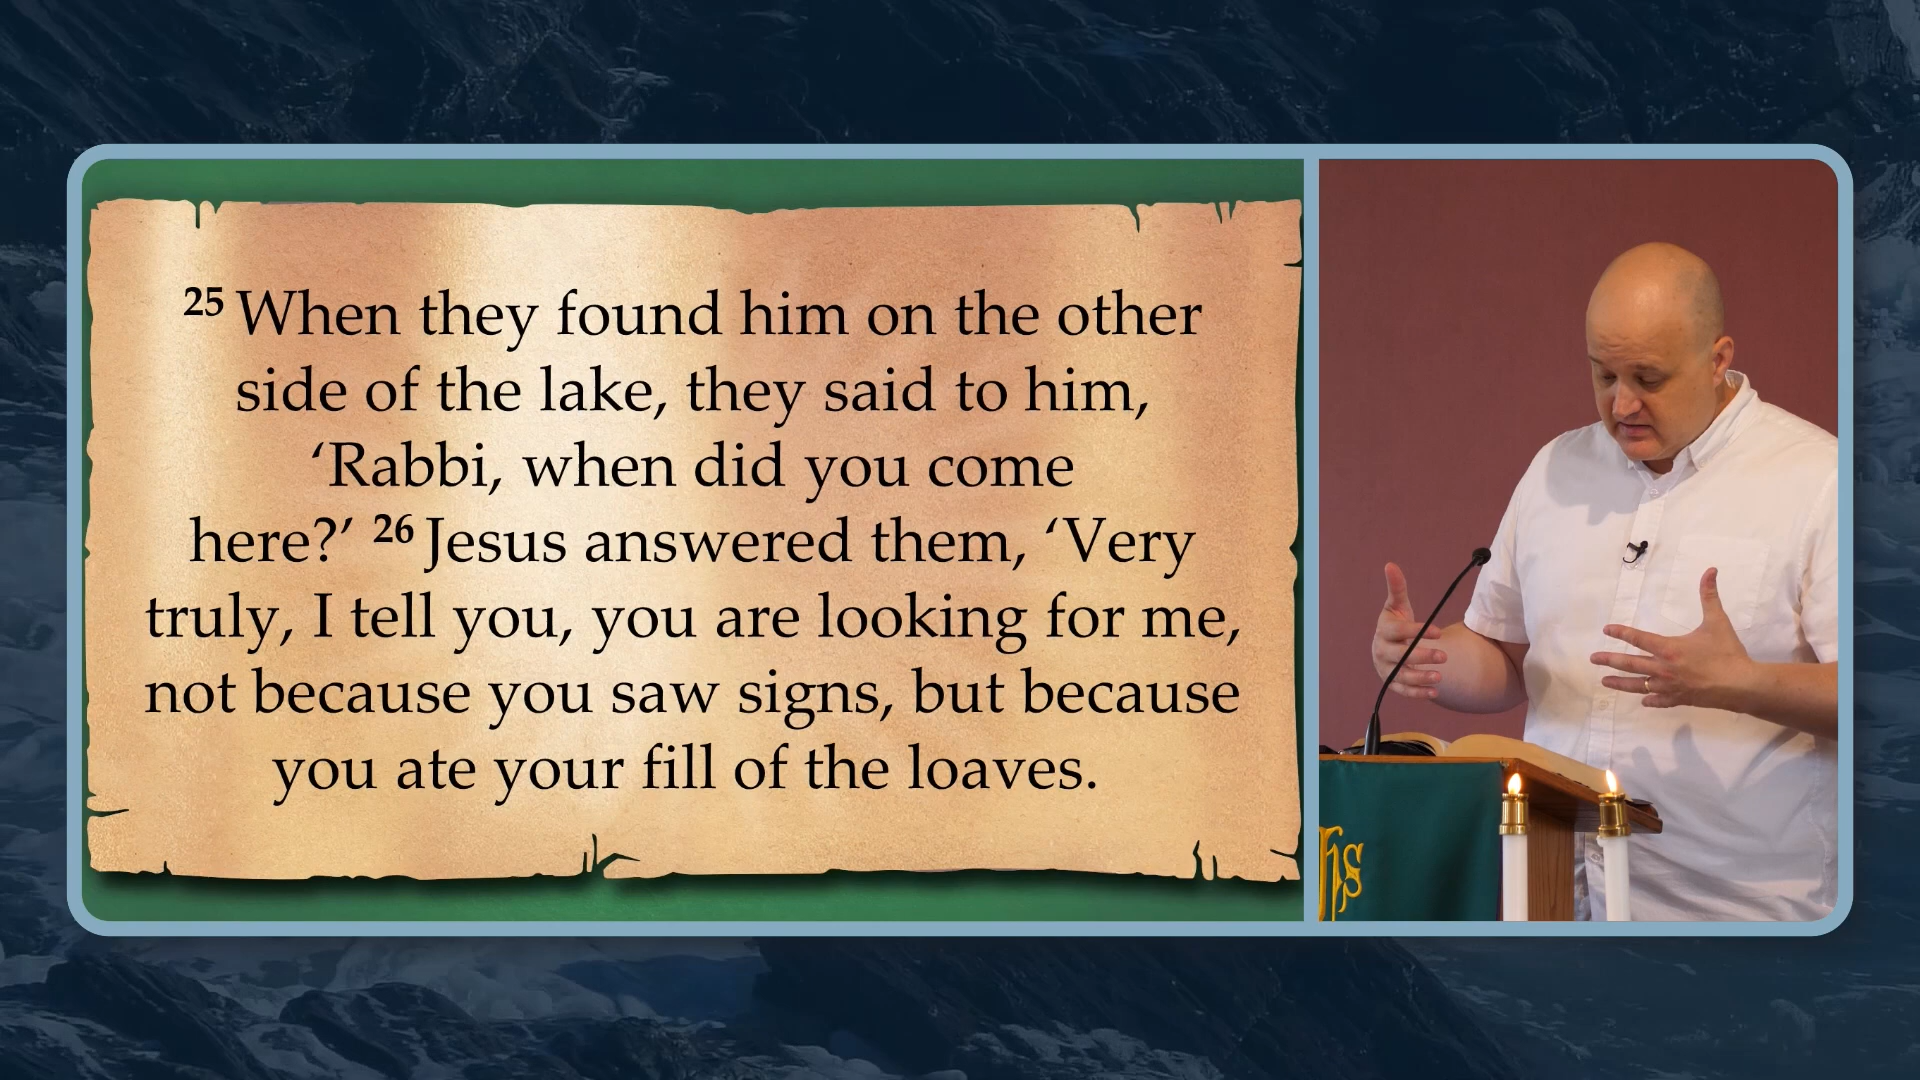 25 When they found him on the other
side of the lake, they said to him,
‘Rabbi, when did you come
here?’ 26 Jesus answered them, ‘Very
truly, I tell you, you are looking for me,
not because you saw signs, but because
you ate your fill of the loaves.